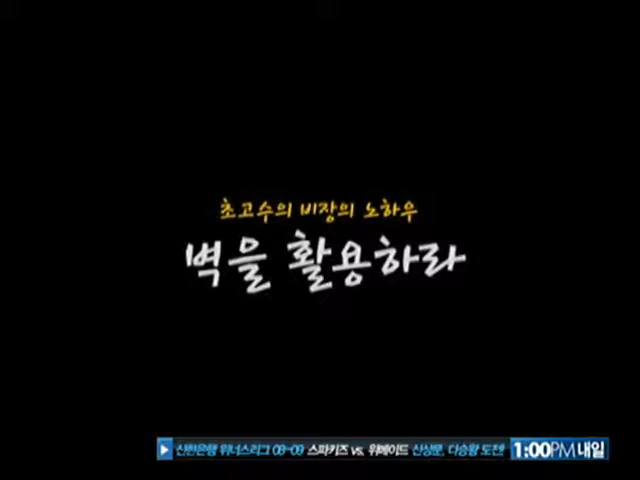 초고수의 비장의 노하우
벽을 활용하라
신한은행 위너스리그 08-09 스파키즈 vs. 위메이드 신상문, 다승왕 도전! 1:00PM 내일